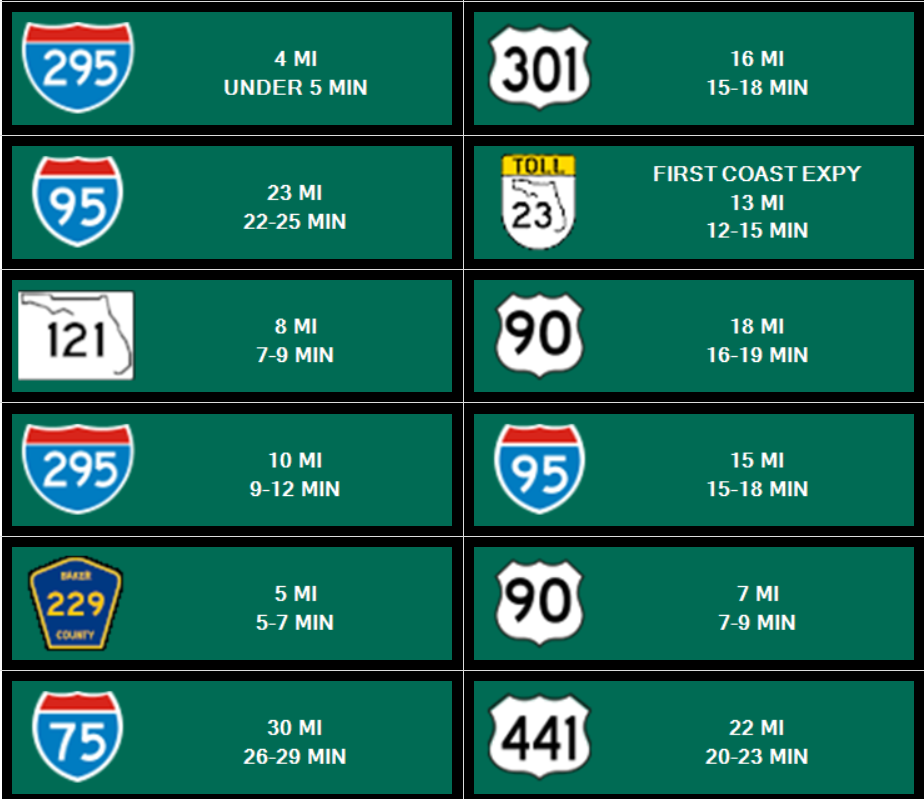 295
4 MI
UNDER 5 MIN
301
16 MI
15-18 MIN
95
23 MI
22-25 MIN
TOLL
23
FIRST COAST EXPY
13 MI
12-15 MIN
121
8 MI
7-9 MIN
90
18 MI
16-19 MIN
295
10 MI
9-12 MIN
95
15 MI
15-18 MIN
BAKER
229
COUNTY
5 MI
5-7 MIN
90
7 MI
7-9 MIN
75
30 MI
26-29 MIN
441
22 MI
20-23 MIN